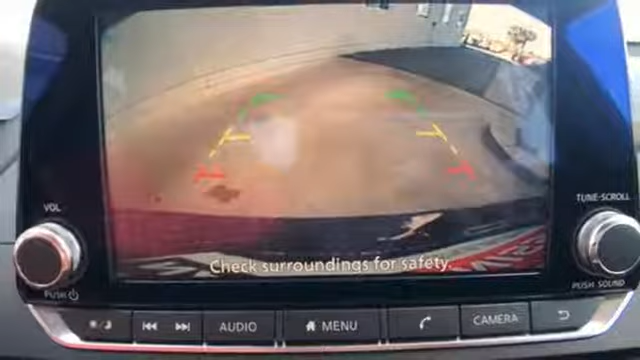 VOL
TUNE·SCROLL
Check surroundings for safety.
PUSH
PUSH SOUND
AUDIO
MENU
CAMERA